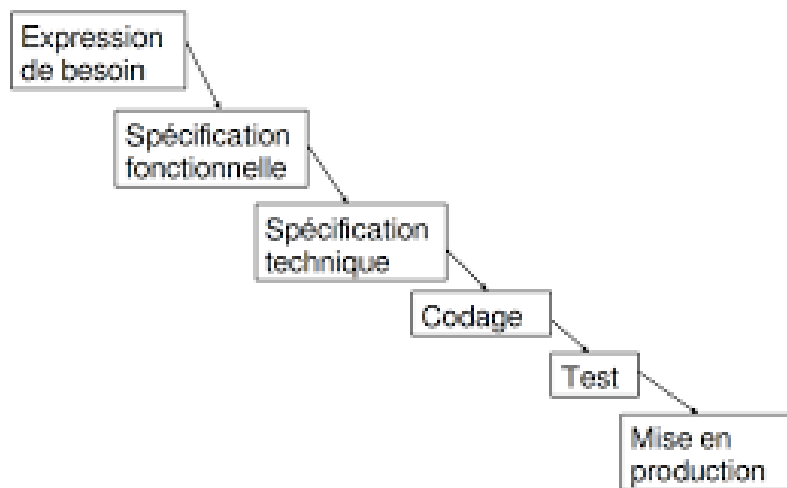 Expression
de besoin
Spécification
fonctionnelle
Spécification
technique
Codage
Test
Mise en
production